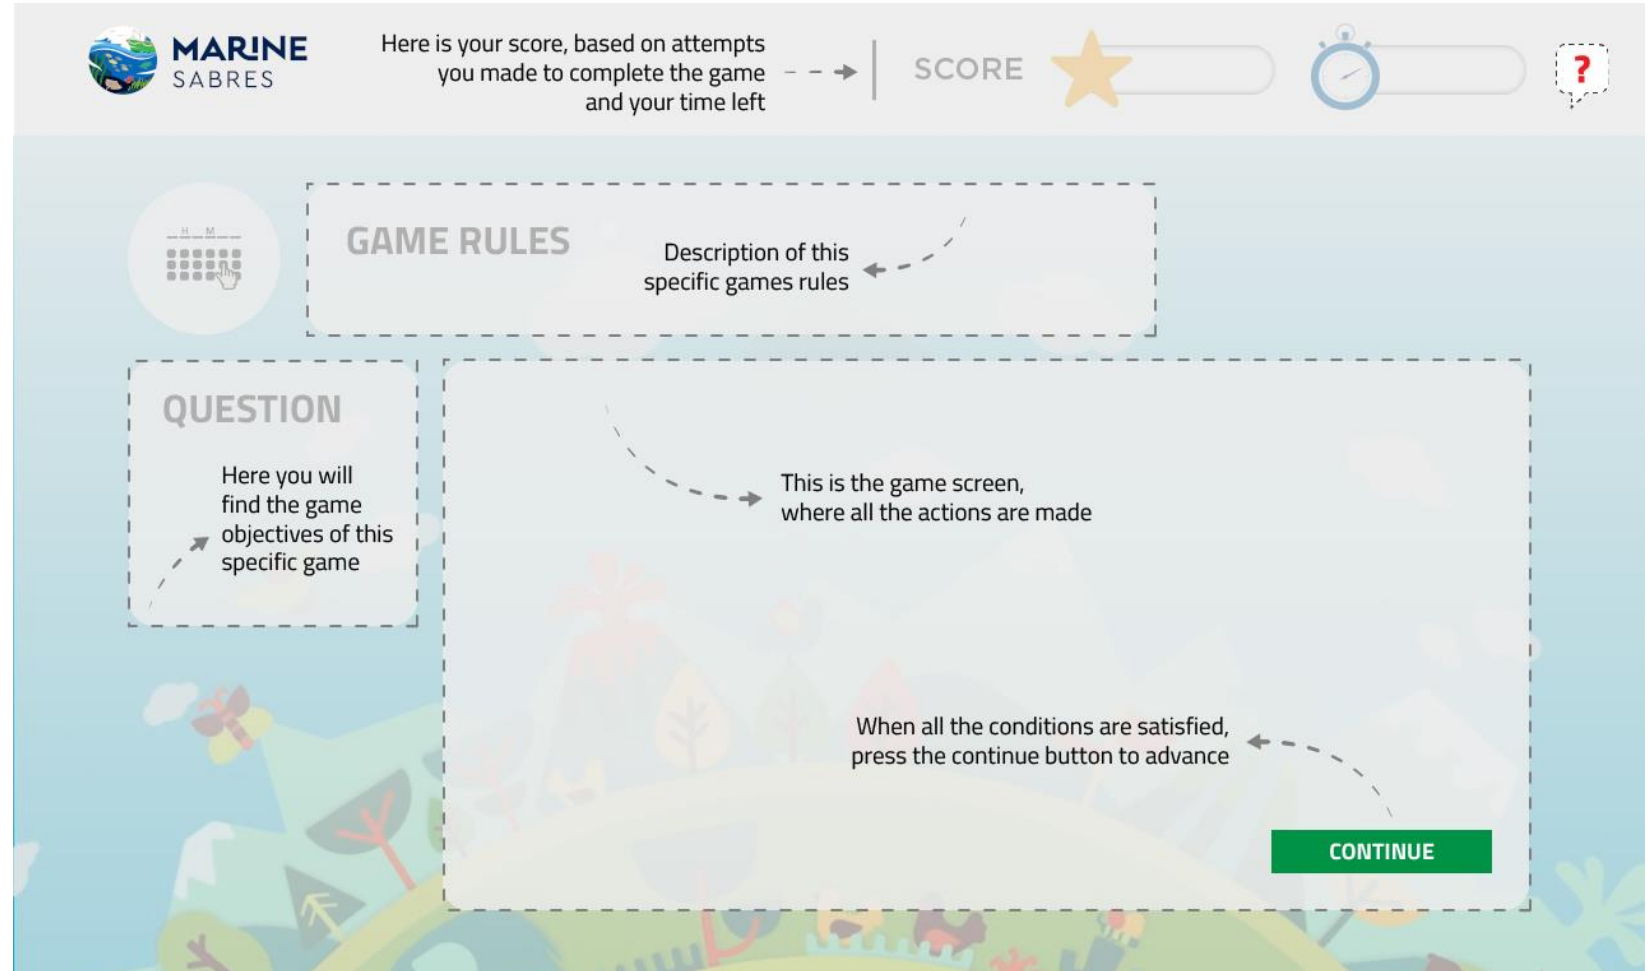 MARINE
SABRES
Here is your score, based on attempts
you made to complete the game
and your time left
SCORE
?
H M
GAME RULES
Description of this
specific games rules
QUESTION
Here you will
find the game
objectives of this
specific game
This is the game screen,
where all the actions are made
When all the conditions are satisfied,
press the continue button to advance
CONTINUE